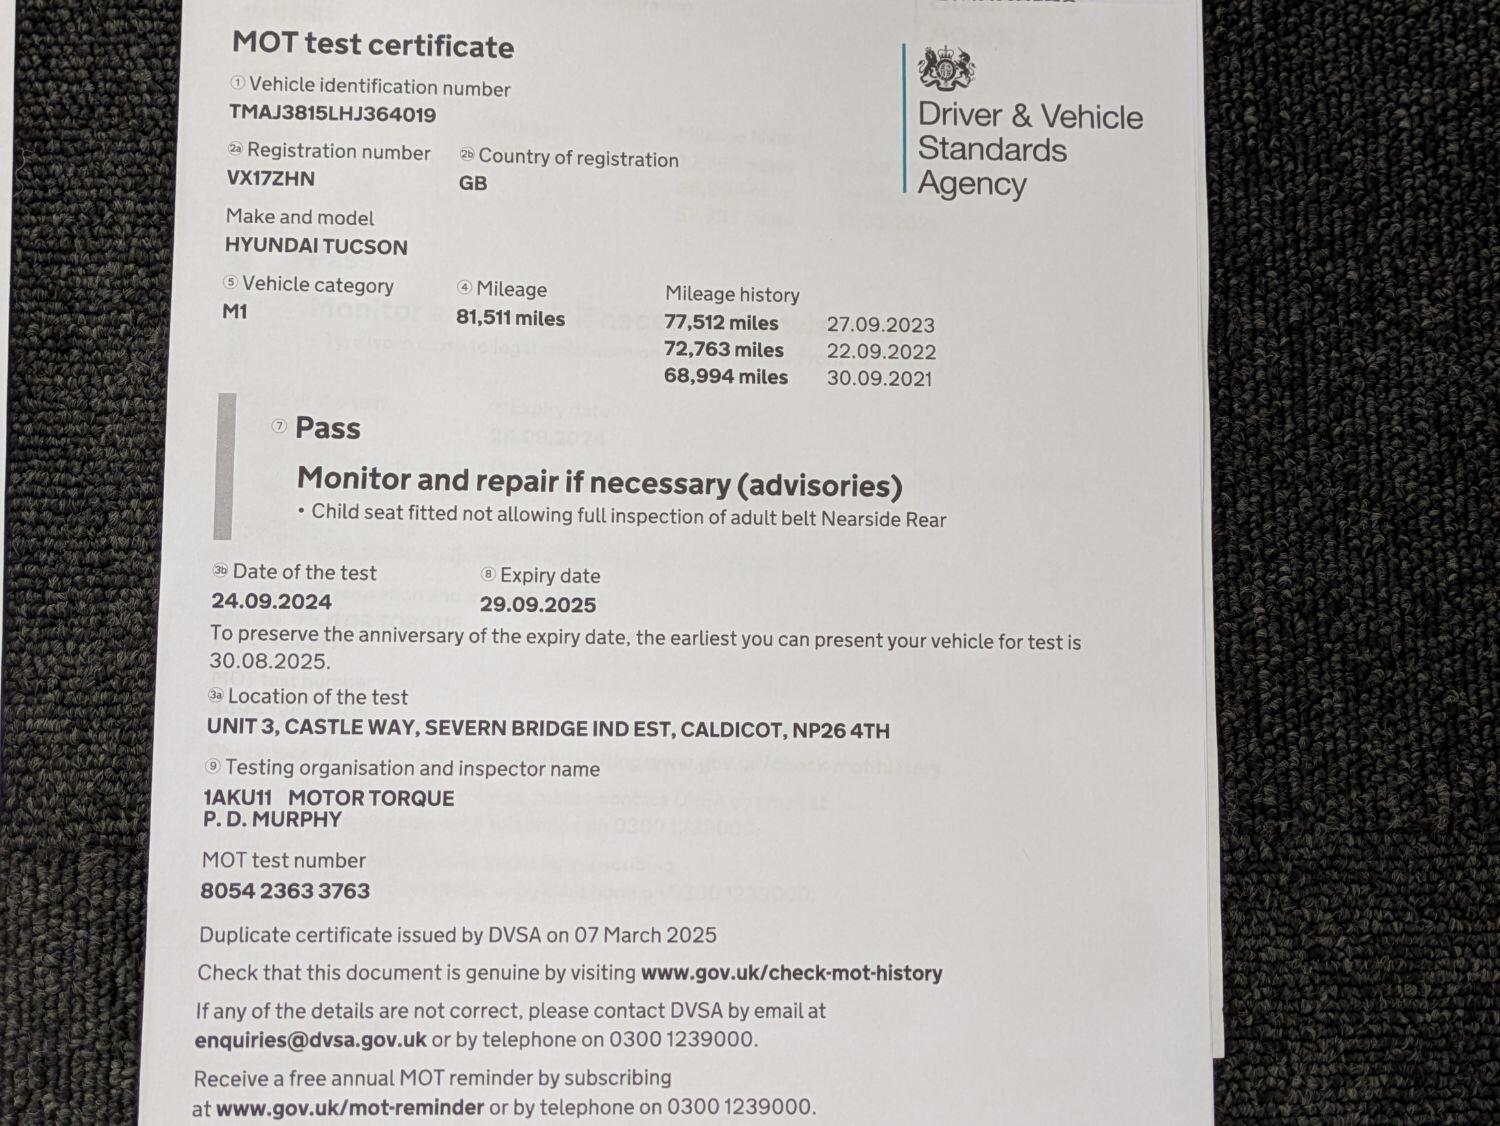 MOT test certificate
Driver & Vehicle
Standards
Agency
1 Vehicle identification number
TMAJ3815LHJ364019
2a Registration number 2b Country of registration
VX17ZHN GB
Make and model
HYUNDAI TUCSON
5 Vehicle category 4 Mileage Mileage history
M1 81,511 miles 77,512 miles 27.09.2023
72,763 miles 22.09.2022
68,994 miles 30.09.2021
7 Pass
Monitor and repair if necessary (advisories)
• Child seat fitted not allowing full inspection of adult belt Nearside Rear
3b Date of the test 8 Expiry date
24.09.2024 29.09.2025
To preserve the anniversary of the expiry date, the earliest you can present your vehicle for test is
30.08.2025.
3a Location of the test
UNIT 3, CASTLE WAY, SEVERN BRIDGE IND EST, CALDICOT, NP26 4TH
9 Testing organisation and inspector name
1AKU11 MOTOR TORQUE
P. D. MURPHY
MOT test number
8054 2363 3763
Duplicate certificate issued by DVSA on 07 March 2025
Check that this document is genuine by visiting www.gov.uk/check-mot-history
If any of the details are not correct, please contact DVSA by email at
enquiries@dvsa.gov.uk or by telephone on 0300 1239000.
Receive a free annual MOT reminder by subscribing
at www.gov.uk/mot-reminder or by telephone on 0300 1239000.